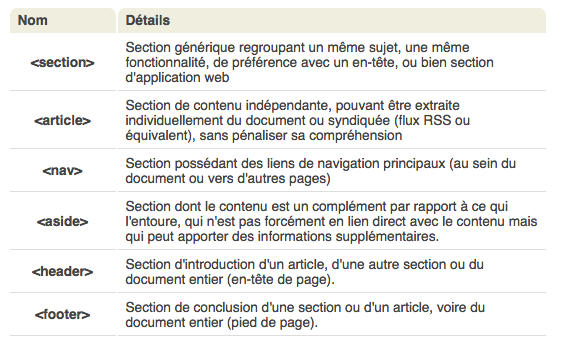 Nom Détails
<section> Section générique regroupant un même sujet, une même
fonctionnalité, de préférence avec un en-tête, ou bien section
d'application web
<article> Section de contenu indépendante, pouvant être extraite
individuellement du document ou syndiquée (flux RSS ou
équivalent), sans pénaliser sa compréhension
<nav> Section possédant des liens de navigation principaux (au sein du
document ou vers d'autres pages)
<aside> Section dont le contenu est un complément par rapport à ce qui
l'entoure, qui n'est pas forcément en lien direct avec le contenu mais
qui peut apporter des informations supplémentaires.
<header> Section d'introduction d'un article, d'une autre section ou du
document entier (en-tête de page).
<footer> Section de conclusion d'une section ou d'un article, voire du
document entier (pied de page).